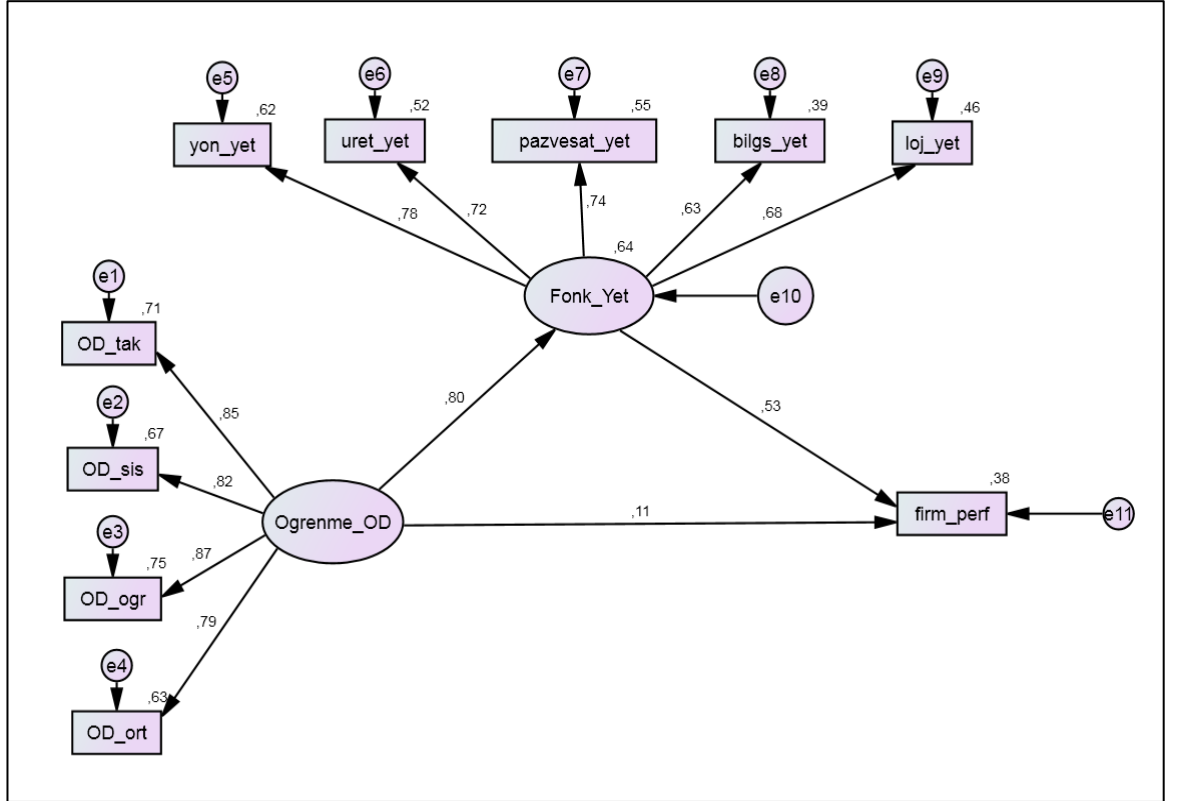 e5
e6
e7
e8
e9
,62
,52
,55
,39
,46
yon_yet
uret_yet
pazvesat_yet
bilgs_yet
loj_yet
,78
,72
,74
,63
,68
,64
Fonk_Yet
e10
e1
,71
OD_tak
,85
,80
,53
e2
,67
OD_sis
,82
Ogrenme_OD
,11
,38
firm_perf
e11
e3
,87
,75
OD_ogr
,79
e4
,63
OD_ort